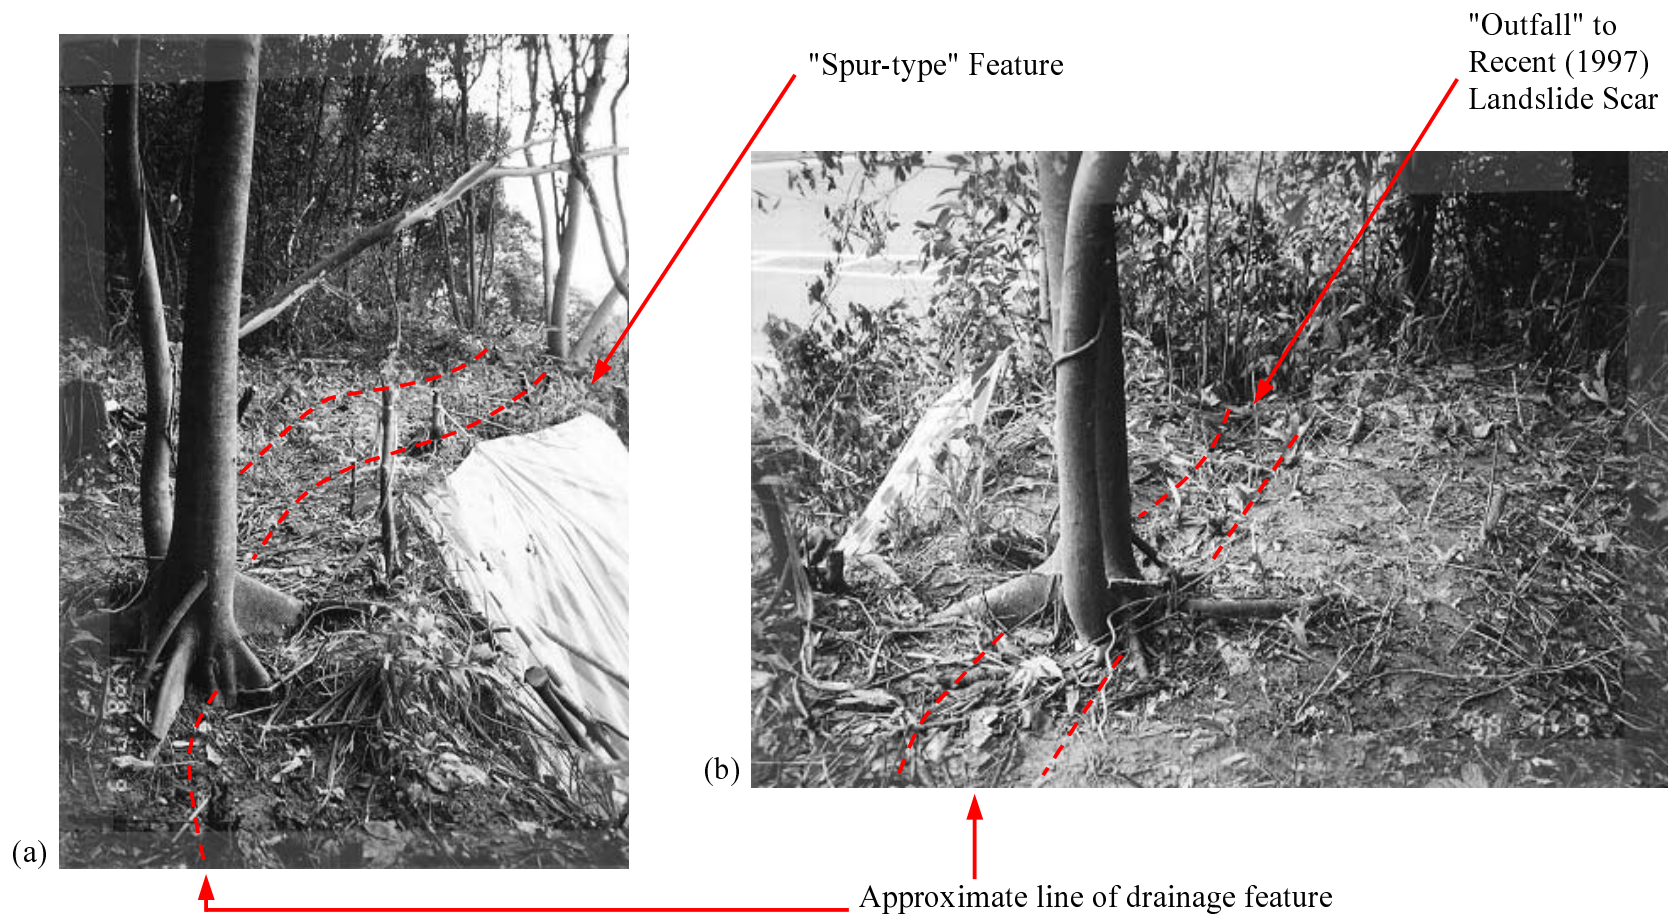 "Spur-type" Feature
"Outfall" to
Recent (1997)
Landslide Scar
(a)
(b)
Approximate line of drainage feature